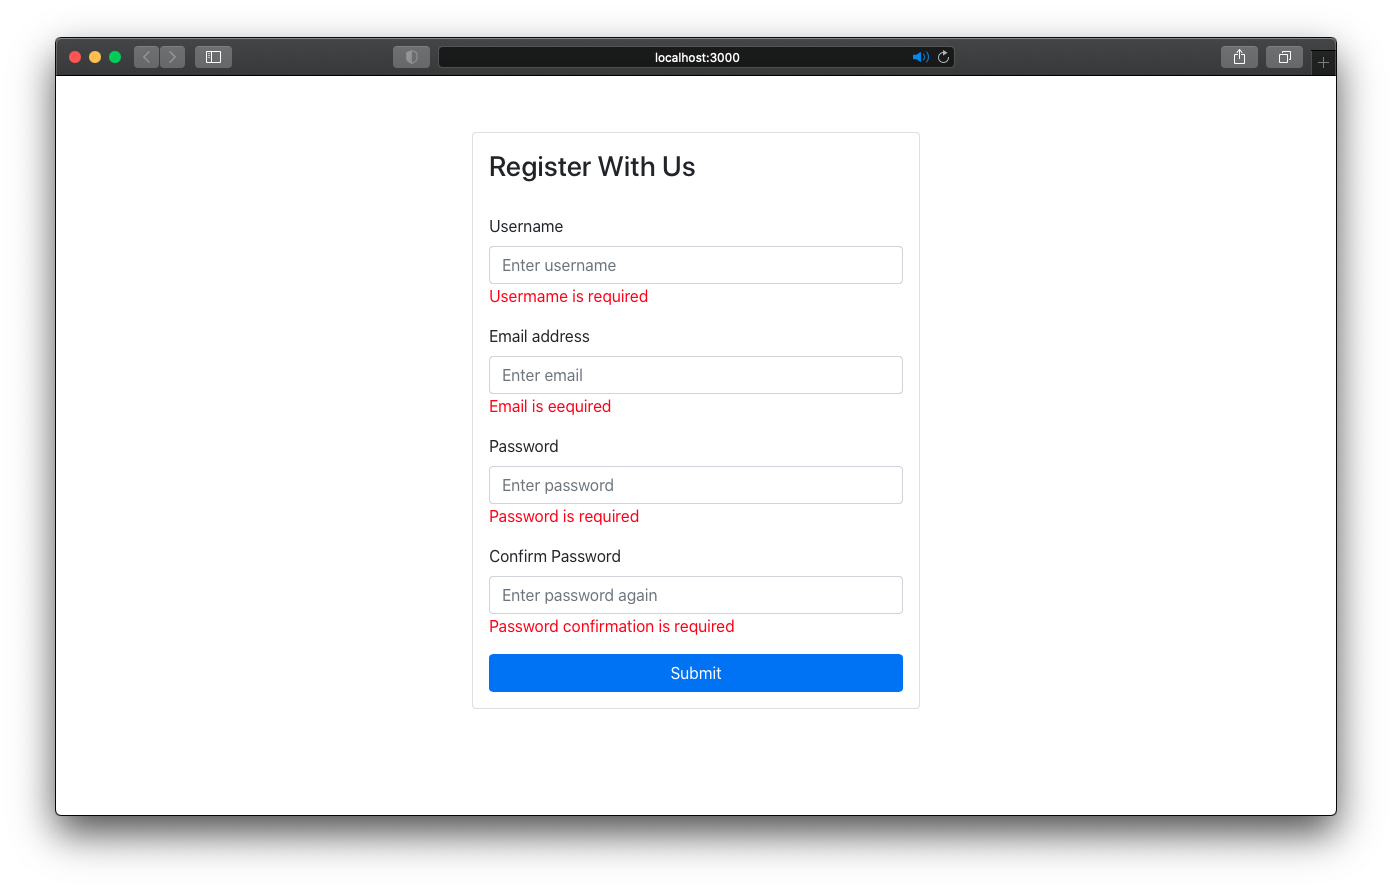 localhost:3000
Register With Us
Username
Enter username
Usermame is required
Email address
Enter email
Email is eequired
Password
Enter password
Password is required
Confirm Password
Enter password again
Password confirmation is required
Submit